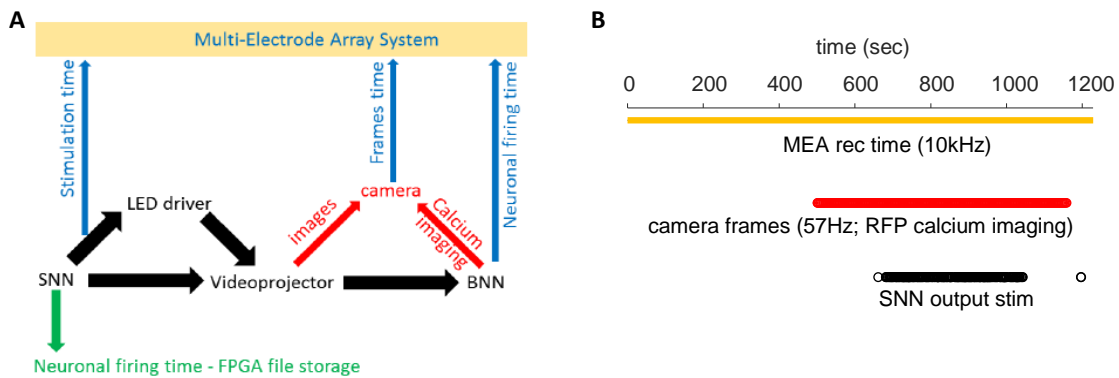 A
Multi-Electrode Array System
Stimulation time
Frames time
Neuronal firing time
camera
LED driver
images
Calcium
imaging
SNN
Videoprojector
BNN
Neuronal firing time - FPGA file storage
B
time (sec)
0 200 400 600 800 1000 1200
MEA rec time (10kHz)
camera frames (57Hz; RFP calcium imaging)
SNN output stim